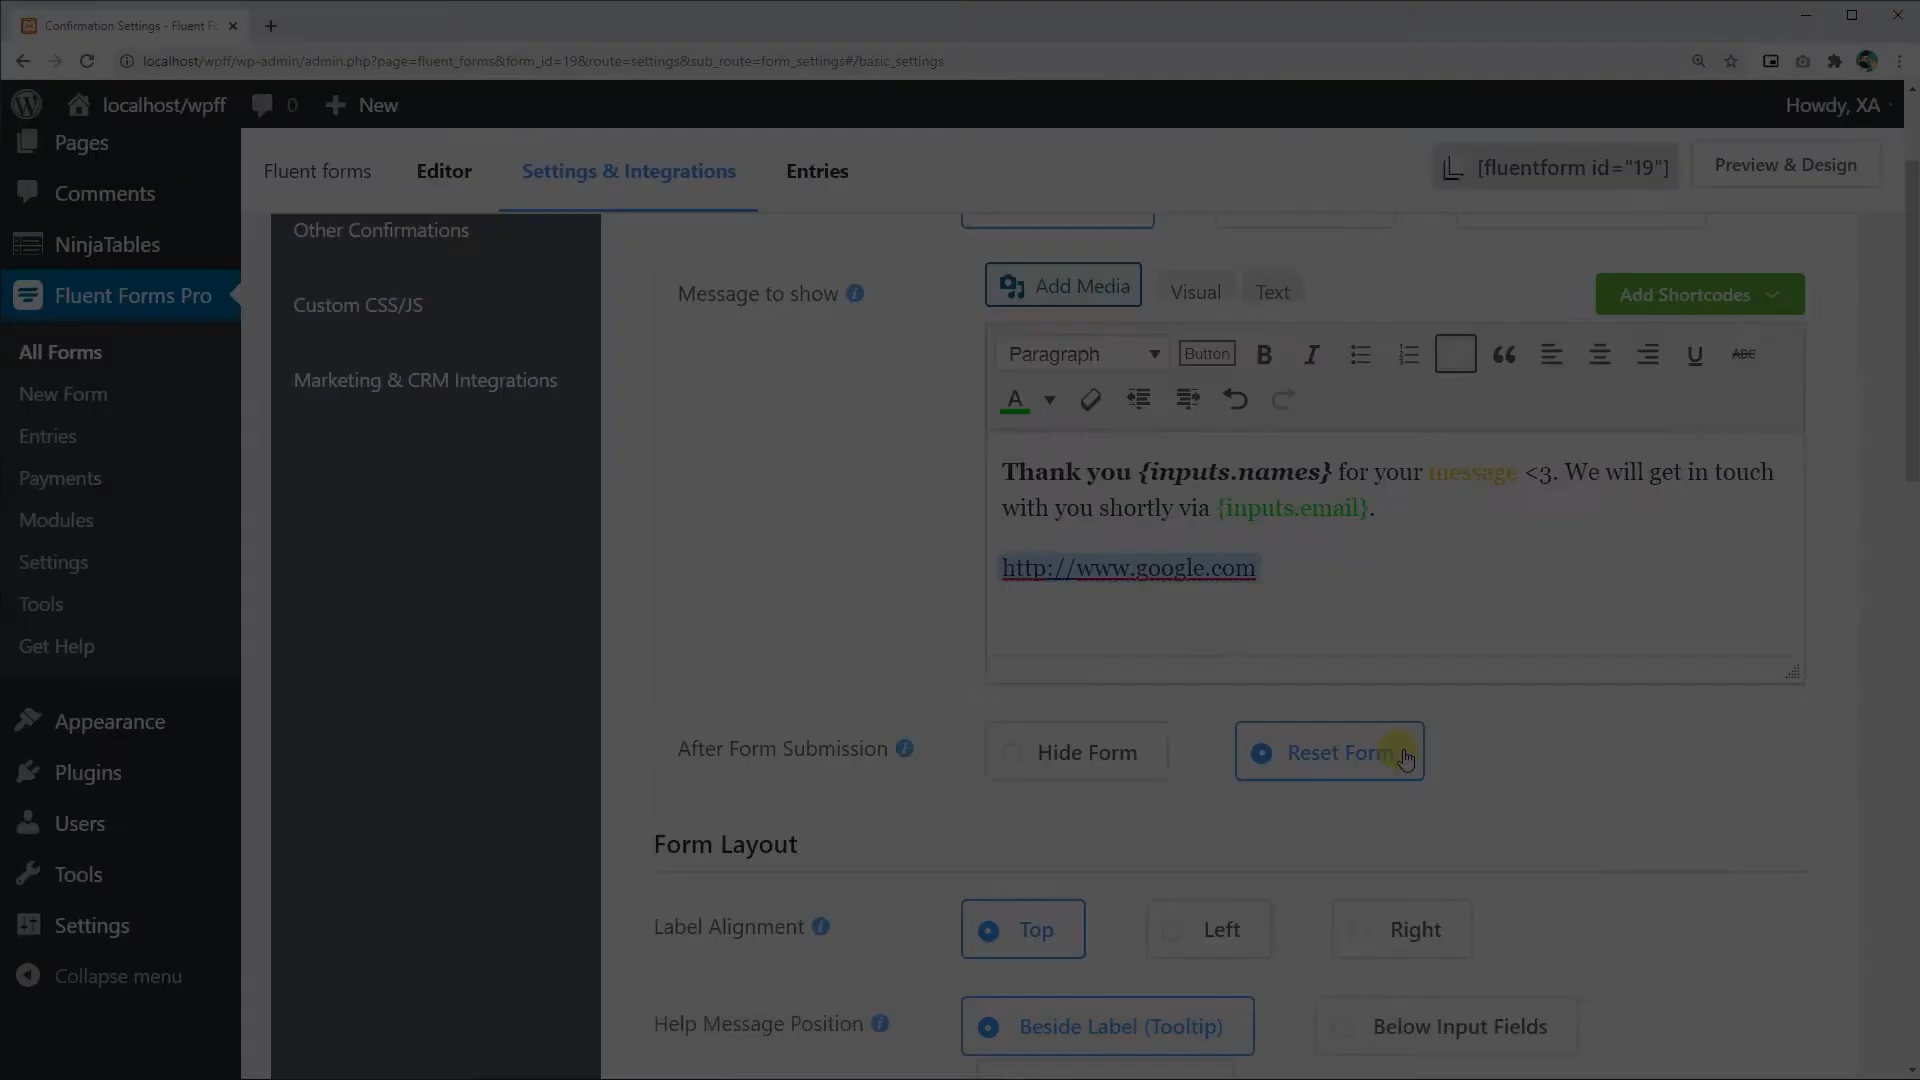 Confirmation Settings - Fluent F
localhost/wpff/wp-admin/admin.php?page=fluent_forms&form_id=19&route=settings&sub_route=form_settings#/basic_settings
localhost/wpff
0
New
Howdy, XA
Pages
Comments
NinjaTables
Fluent Forms Pro
All Forms
New Form
Entries
Payments
Modules
Settings
Tools
Get Help
Appearance
Plugins
Users
Tools
Settings
Collapse menu
Fluent forms
Editor
Settings & Integrations
Entries
[fluentform id="19"]
Preview & Design
Other Confirmations
Custom CSS/JS
Marketing & CRM Integrations
Message to show
Add Media
Visual
Text
Add Shortcodes
Paragraph
Button
B
I
U
ABC
A
Thank you {inputs.names} for your message <3. We will get in touch
with you shortly via {inputs.email}.
http://www.google.com
After Form Submission
Hide Form
Reset Form
Form Layout
Label Alignment
Top
Left
Right
Help Message Position
Beside Label (Tooltip)
Below Input Fields